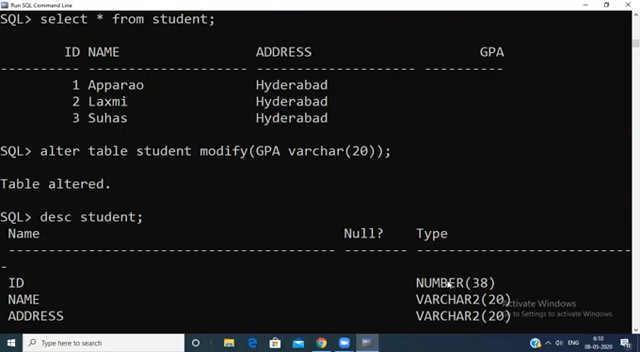 Run SQL Command Line
SQL> select * from student;
ID NAME ADDRESS GPA
---------- -------------------- -------------------- ----------
1 Apparao Hyderabad
2 Laxmi Hyderabad
3 Suhas Hyderabad
SQL> alter table student modify(GPA varchar(20));
Table altered.
SQL> desc student;
Name Null? Type
----------------------------------------- -------- ---------------------------
-
ID NUMBER(38)
NAME VARCHAR2(20)
ADDRESS VARCHAR2(20)
Activate Windows
Go to Settings to activate Windows.
Type here to search
ENG
8:10
08-05-2020